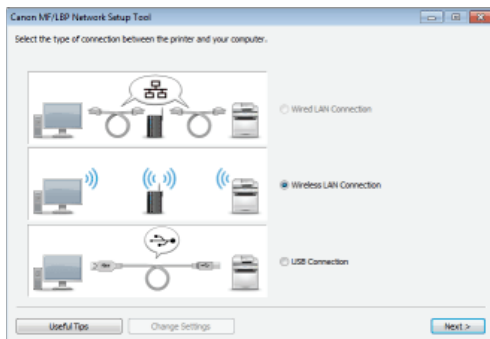 Canon MF/LBP Network Setup Tool
Select the type of connection between the printer and your computer.
Wired LAN Connection
Wireless LAN Connection
USB Connection
Useful Tips
Change Settings
Next >